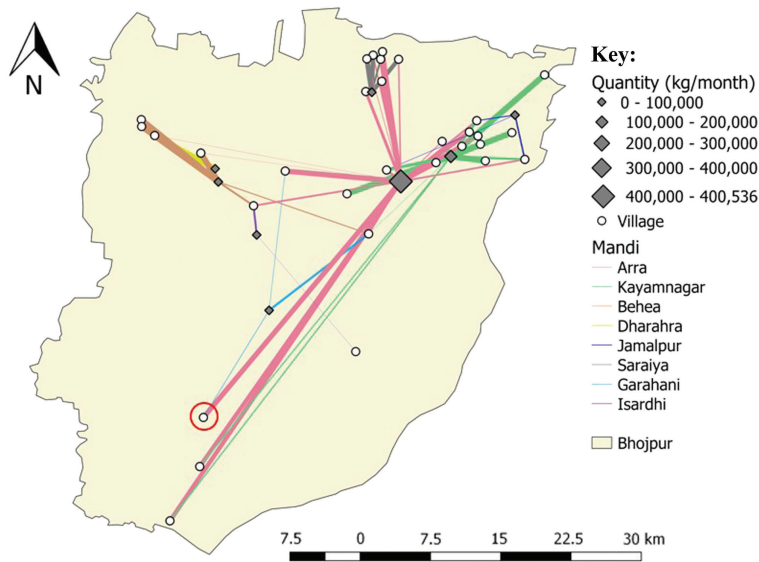 N
Key:
Quantity (kg/month)
0 - 100,000
100,000 - 200,000
200,000 - 300,000
300,000 - 400,000
400,000 - 400,536
Village
Mandi
Arra
Kayamnagar
Behea
Dharahra
Jamalpur
Saraiya
Garahani
Isardhi
Bhojpur
7.5 0 7.5 15 22.5 30 km